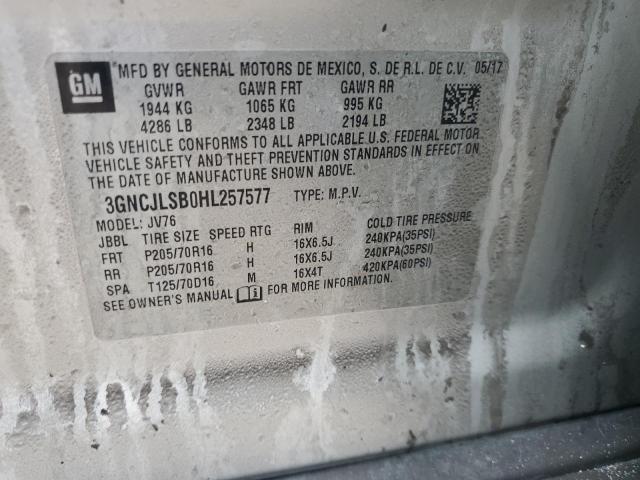 GM
*MFD BY GENERAL MOTORS DE MEXICO, S. DE R.L. DE C.V. 05/17
GVWR GAWR FRT GAWR RR
1944 KG 1065 KG 995 KG
4286 LB 2348 LB 2194 LB
THIS VEHICLE CONFORMS TO ALL APPLICABLE U.S. FEDERAL MOTOR
VEHICLE SAFETY AND THEFT PREVENTION STANDARDS IN EFFECT ON
THE DATE OF MANUFACTURE SHOWN ABOVE.
3GNCJLSB0HL257577 TYPE: M.P.V.
MODEL: JV76
JBBL TIRE SIZE SPEED RTG RIM COLD TIRE PRESSURE
FRT P205/70R16 H 16X6.5J 240KPA(35PSI)
RR P205/70R16 H 16X6.5J 240KPA(35PSI)
SPA T125/70D16 M 16X4T 420KPA(60PSI)
SEE OWNER'S MANUAL FOR MORE INFORMATION.